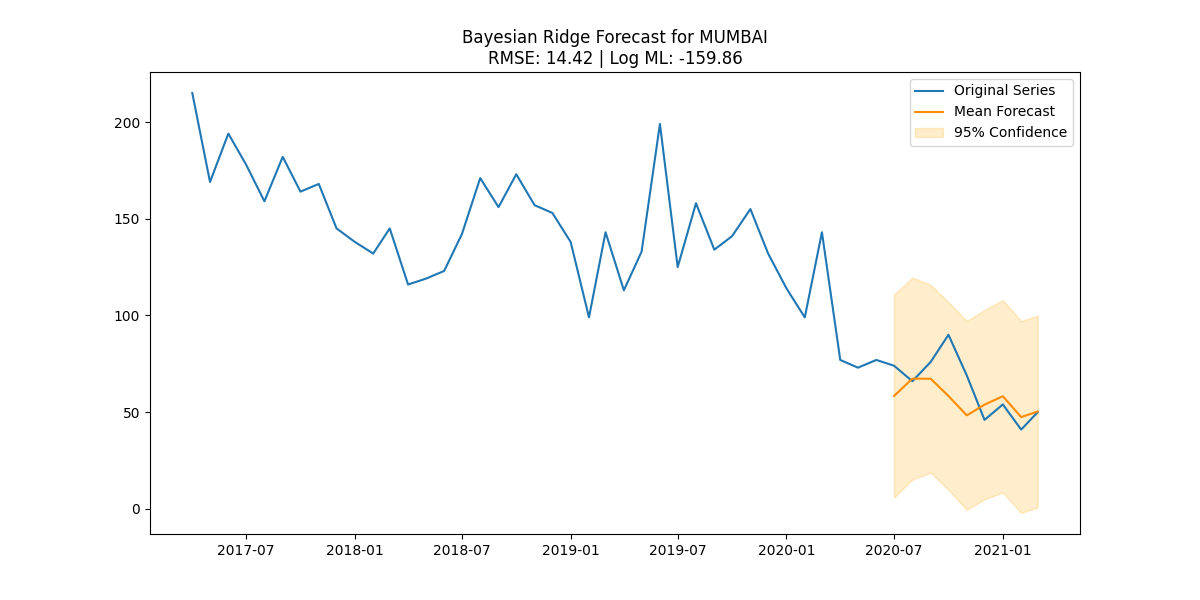 Bayesian Ridge Forecast for MUMBAI
RMSE: 14.42 | Log ML: -159.86
Original Series
Mean Forecast
95% Confidence
200
150
100
50
0
2017-07
2018-01
2018-07
2019-01
2019-07
2020-01
2020-07
2021-01